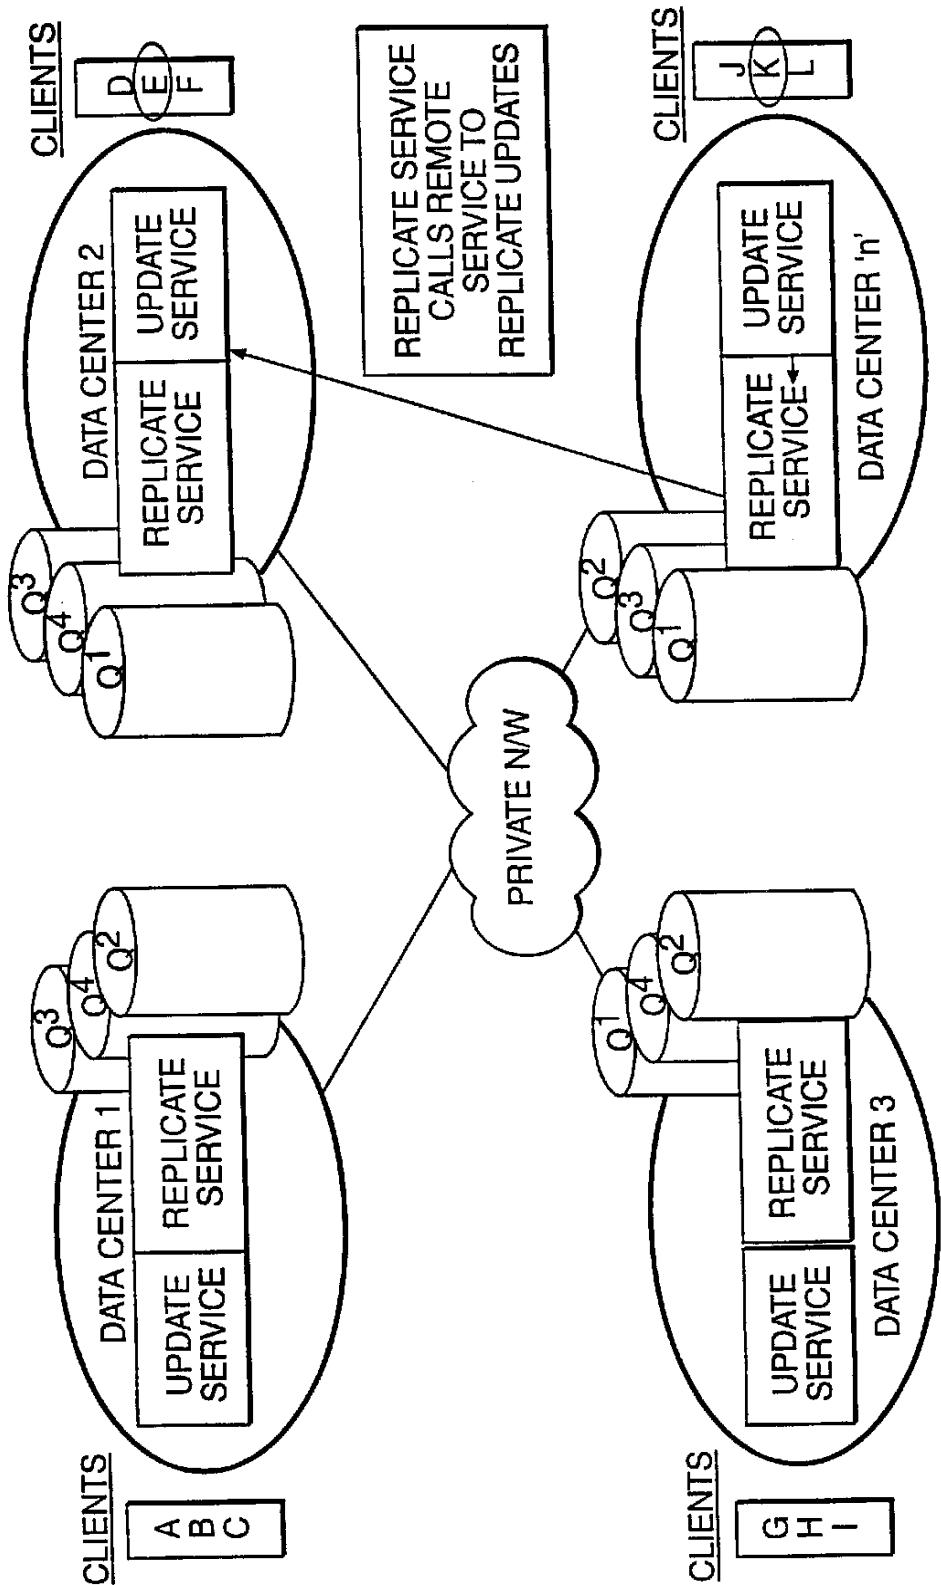 CLIENTS
A
B
C
DATA CENTER 1
UPDATE
SERVICE
REPLICATE
SERVICE
Q3
Q4
Q2
Q3
Q4
Q1
DATA CENTER 2
REPLICATE
SERVICE
UPDATE
SERVICE
CLIENTS
D
E
F
PRIVATE N/W
REPLICATE SERVICE
CALLS REMOTE
SERVICE TO
REPLICATE UPDATES
CLIENTS
G
H
I
UPDATE
SERVICE
REPLICATE
SERVICE
DATA CENTER 3
Q1
Q4
Q2
Q2
Q3
Q1
REPLICATE
SERVICE
UPDATE
SERVICE
DATA CENTER 'n'
CLIENTS
J
K
L